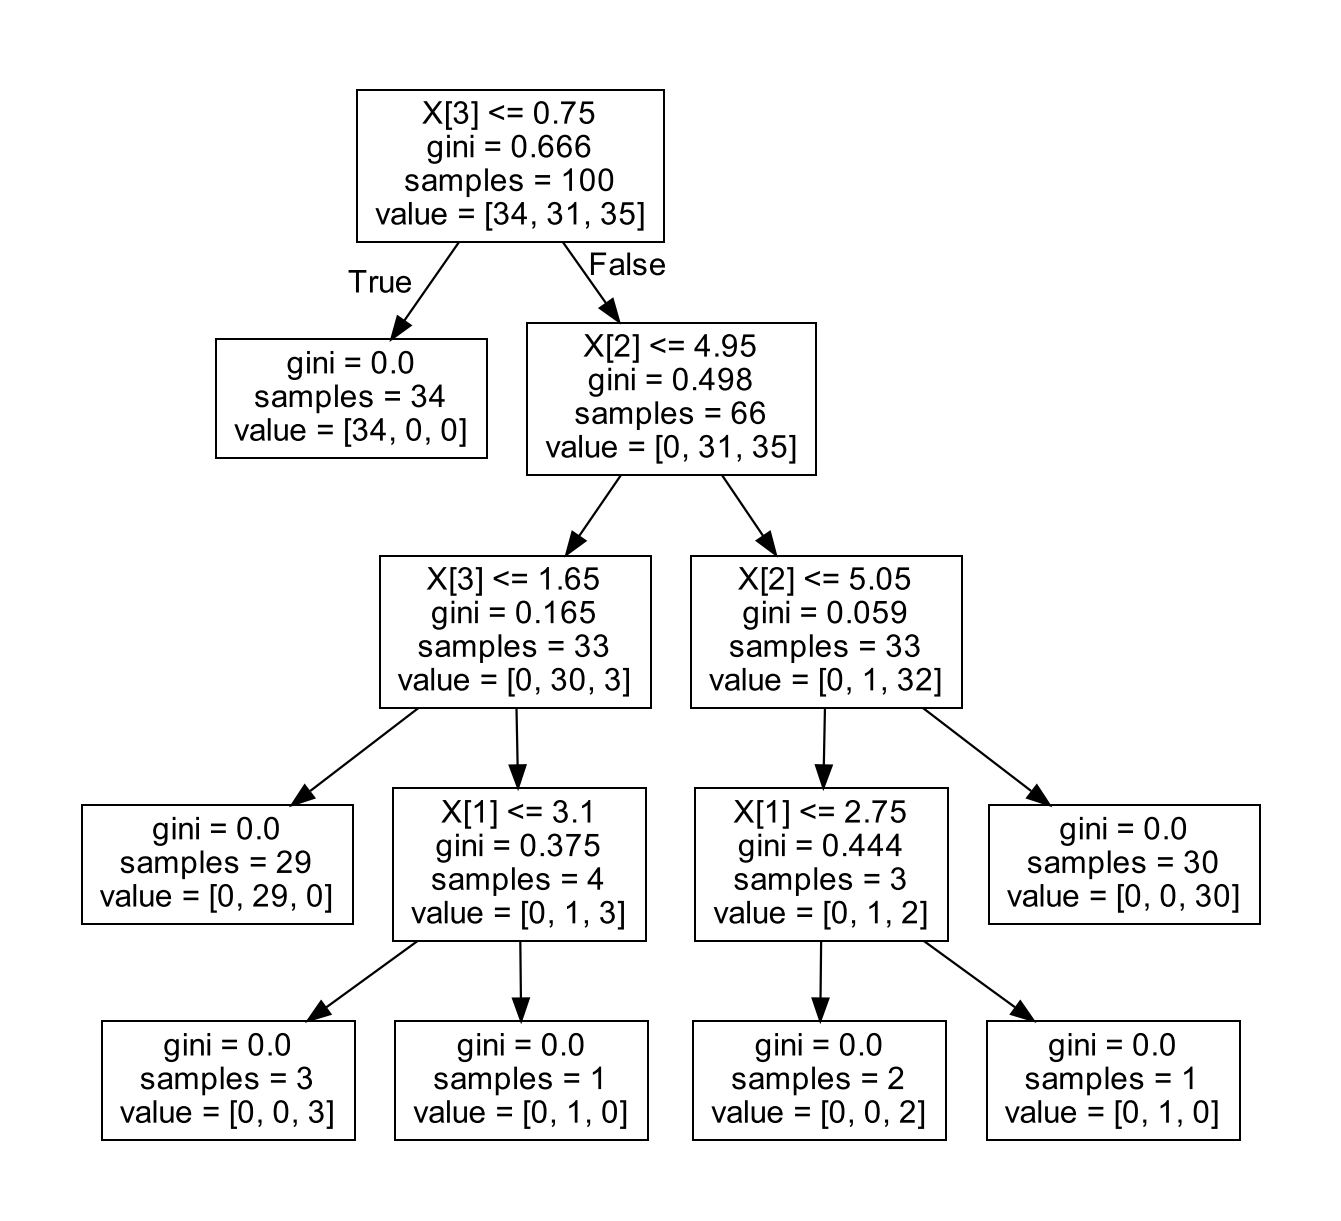 X[3] <= 0.75
gini = 0.666
samples = 100
value = [34, 31, 35]
True
False
gini = 0.0
samples = 34
value = [34, 0, 0]
X[2] <= 4.95
gini = 0.498
samples = 66
value = [0, 31, 35]
X[3] <= 1.65
gini = 0.165
samples = 33
value = [0, 30, 3]
X[2] <= 5.05
gini = 0.059
samples = 33
value = [0, 1, 32]
gini = 0.0
samples = 29
value = [0, 29, 0]
X[1] <= 3.1
gini = 0.375
samples = 4
value = [0, 1, 3]
X[1] <= 2.75
gini = 0.444
samples = 3
value = [0, 1, 2]
gini = 0.0
samples = 30
value = [0, 0, 30]
gini = 0.0
samples = 3
value = [0, 0, 3]
gini = 0.0
samples = 1
value = [0, 1, 0]
gini = 0.0
samples = 2
value = [0, 0, 2]
gini = 0.0
samples = 1
value = [0, 1, 0]